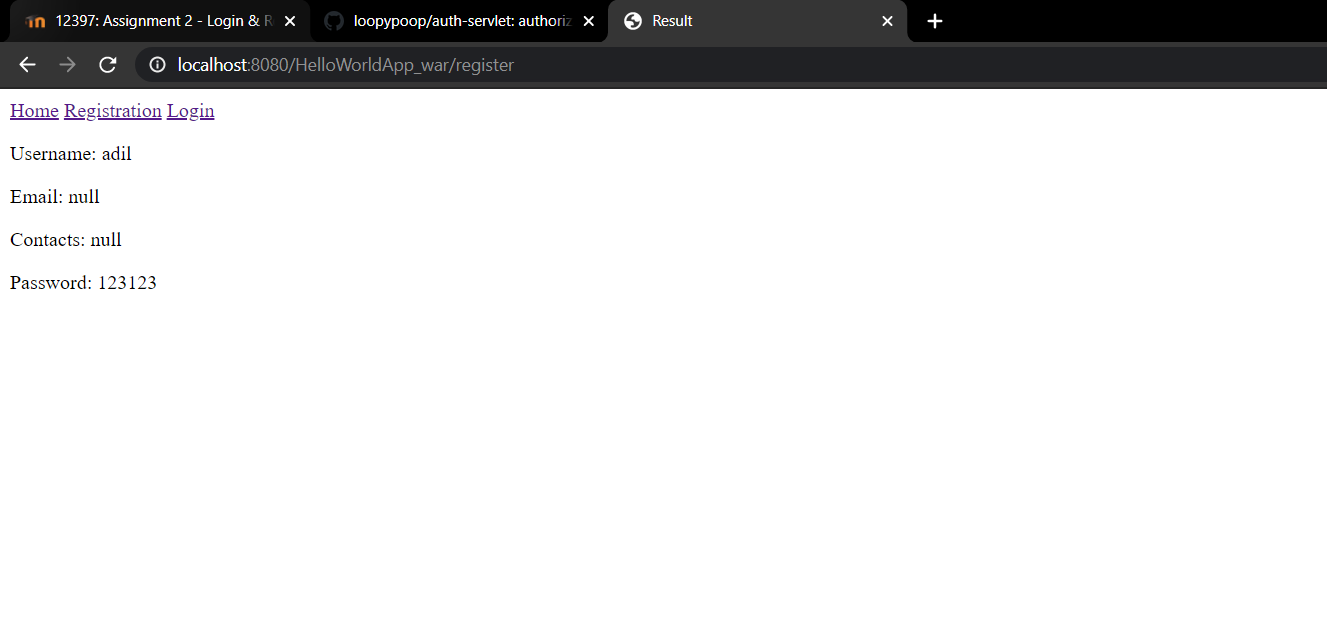 12397: Assignment 2 - Login & R
loopypoop/auth-servlet: authoriz
Result
localhost:8080/HelloWorldApp_war/register
Home Registration Login
Username: adil
Email: null
Contacts: null
Password: 123123